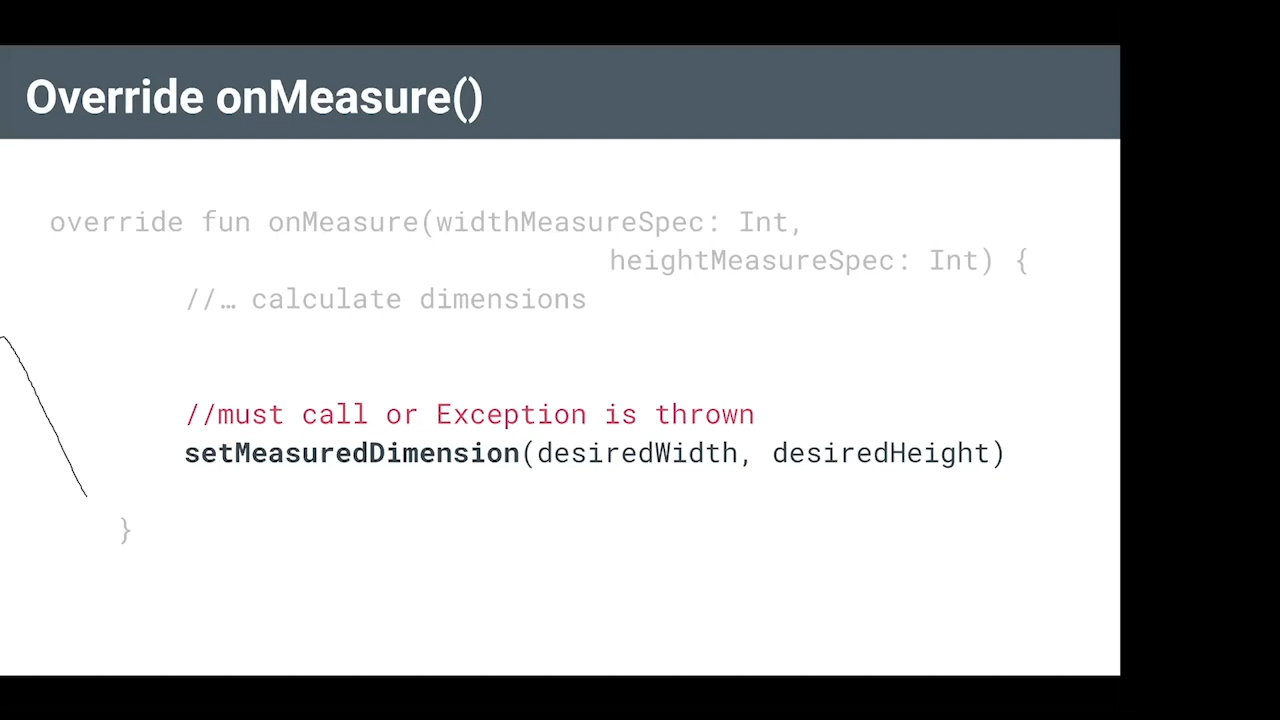 Override onMeasure()
override fun onMeasure(widthMeasureSpec: Int,
heightMeasureSpec: Int) {
//… calculate dimensions
//must call or Exception is thrown
setMeasuredDimension(desiredWidth, desiredHeight)
}